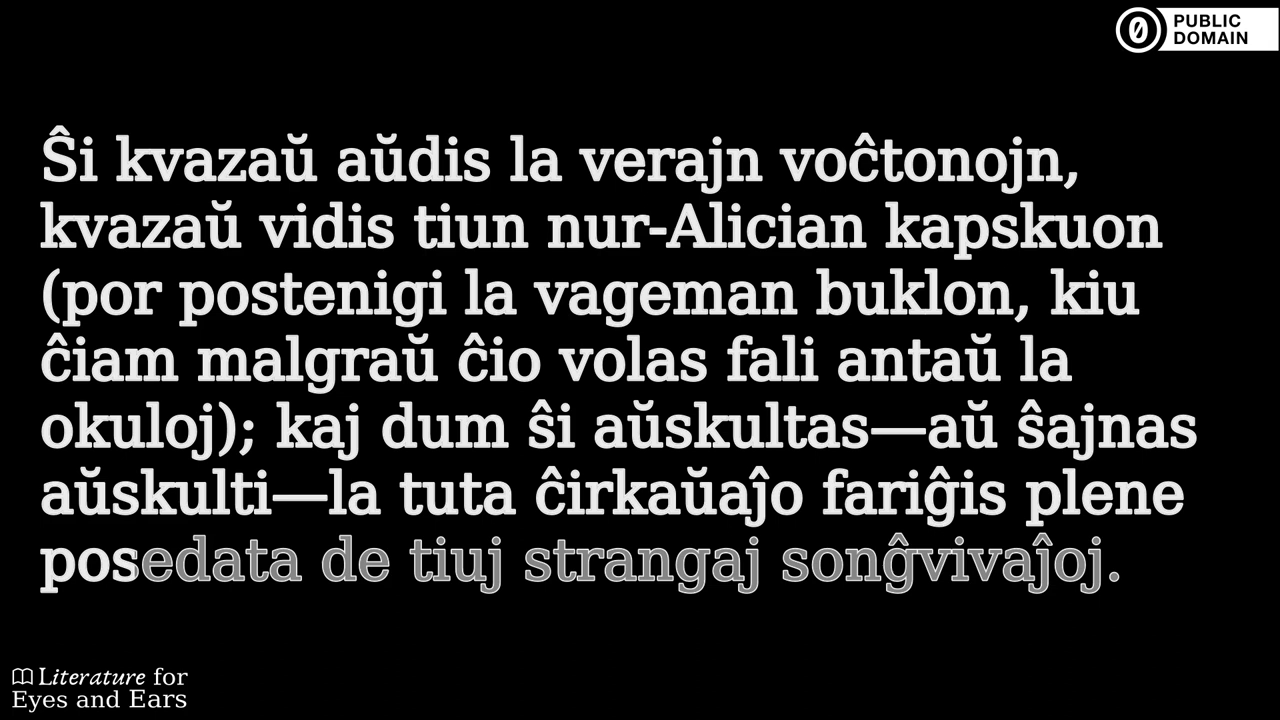 PUBLIC
DOMAIN
Ŝi kvazaŭ aŭdis la verajn voĉtonojn,
kvazaŭ vidis tiun nur-Alician kapskuon
(por postenigi la vageman buklon, kiu
ĉiam malgraŭ ĉio volas fali antaŭ la
okuloj); kaj dum ŝi aŭskultas—aŭ ŝajnas
aŭskulti—la tuta ĉirkaŭaĵo fariĝis plene
posedata de tiuj strangaj sonĝvivaĵoj.
Literature for
Eyes and Ears